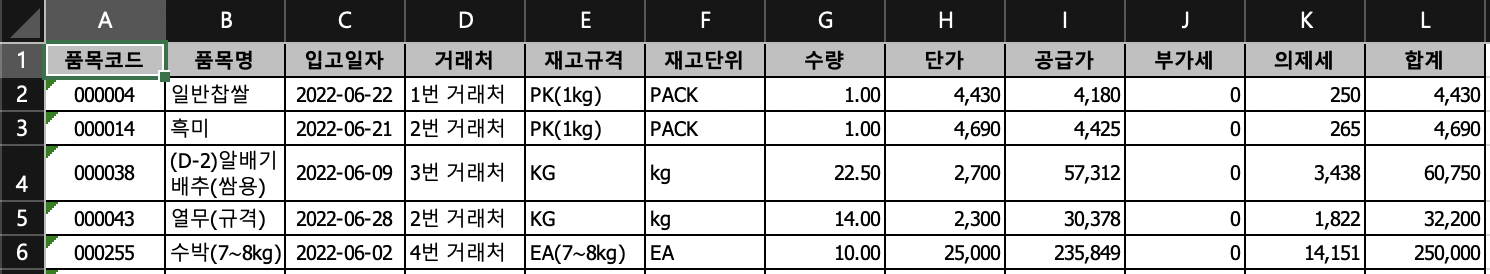 A B C D E F G H I J K L
1 품목코드 품목명 입고일자 거래처 재고규격 재고단위 수량 단가 공급가 부가세 의제세 합계
2 000004 일반찹쌀 2022-06-22 1번 거래처 PK(1kg) PACK 1.00 4,430 4,180 0 250 4,430
3 000014 흑미 2022-06-21 2번 거래처 PK(1kg) PACK 1.00 4,690 4,425 0 265 4,690
4 000038 (D-2)알배기 배추(쌈용) 2022-06-09 3번 거래처 KG kg 22.50 2,700 57,312 0 3,438 60,750
5 000043 열무(규격) 2022-06-28 2번 거래처 KG kg 14.00 2,300 30,378 0 1,822 32,200
6 000255 수박(7~8kg) 2022-06-02 4번 거래처 EA(7~8kg) EA 10.00 25,000 235,849 0 14,151 250,000